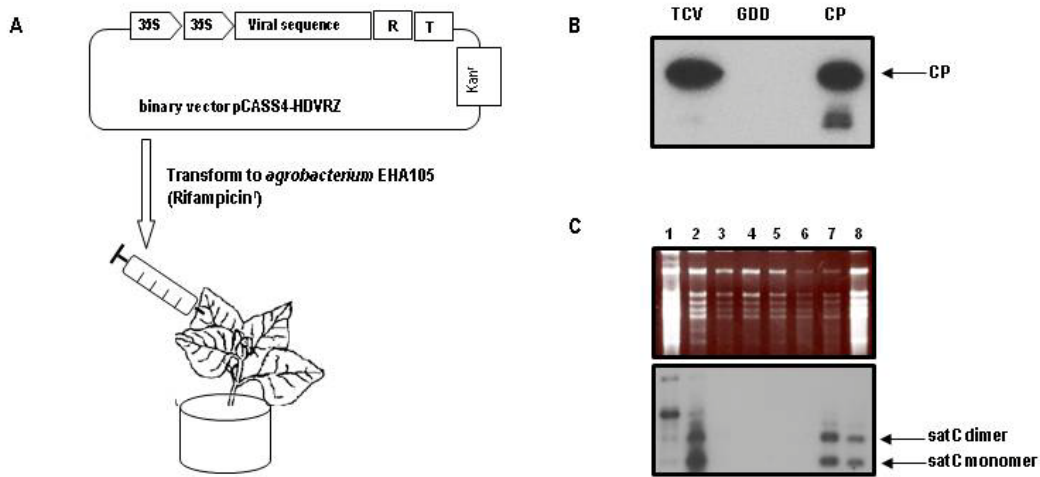 A
35S 35S Viral sequence R T
Kanr
binary vector pCASS4-HDVRZ
Transform to agrobacterium EHA105
(Rifampicinr)
B
TCV GDD CP
CP
C
1 2 3 4 5 6 7 8
satC dimer
satC monomer